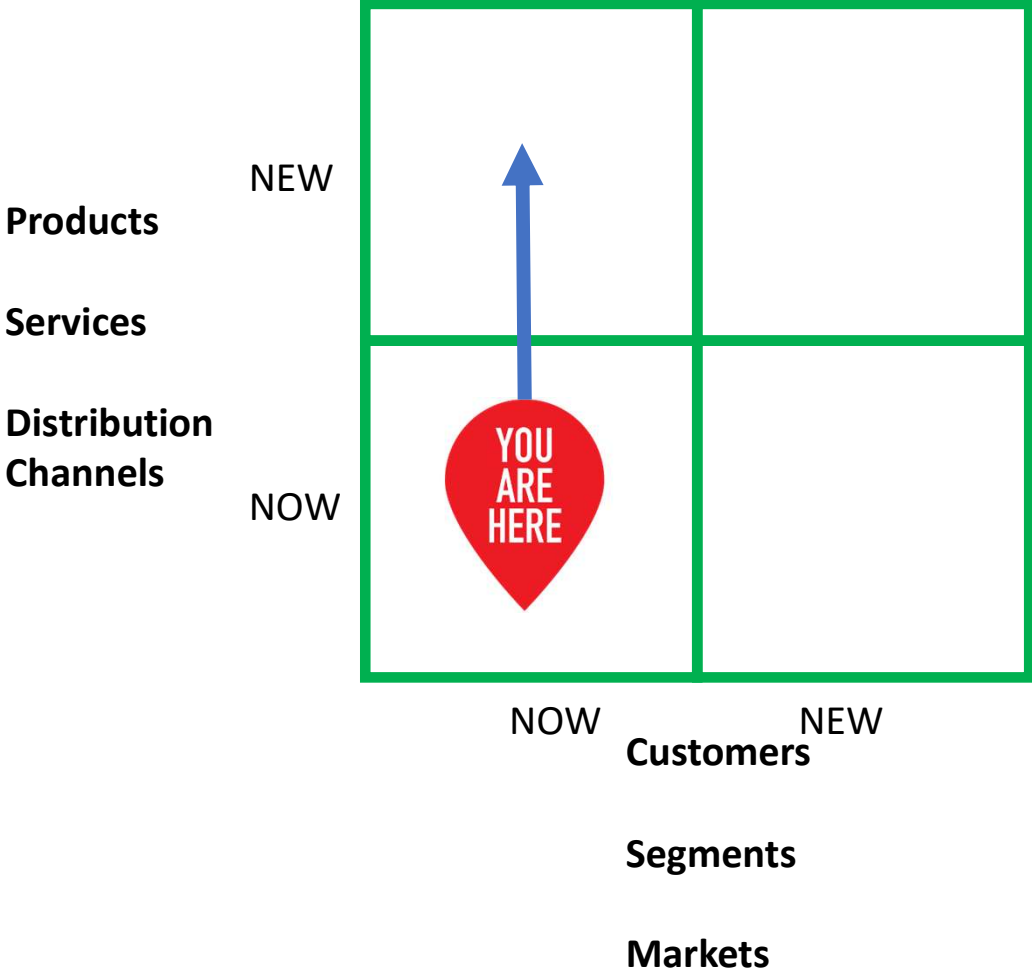 NEW
Products
Services
Distribution
Channels
NOW
YOU
ARE
HERE
NOW
NEW
Customers
Segments
Markets